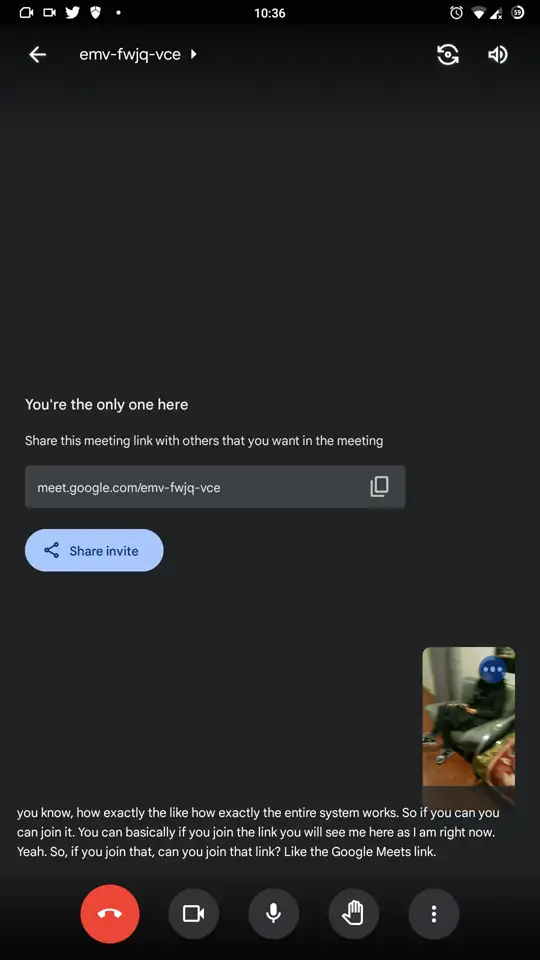 10:36
59
emv-fwjq-vce
You're the only one here
Share this meeting link with others that you want in the meeting
meet.google.com/emv-fwjq-vce
Share invite
you know, how exactly the like how exactly the entire system works. So if you can you
can join it. You can basically if you join the link you will see me here as I am right now.
Yeah. So, if you join that, can you join that link? Like the Google Meets link.